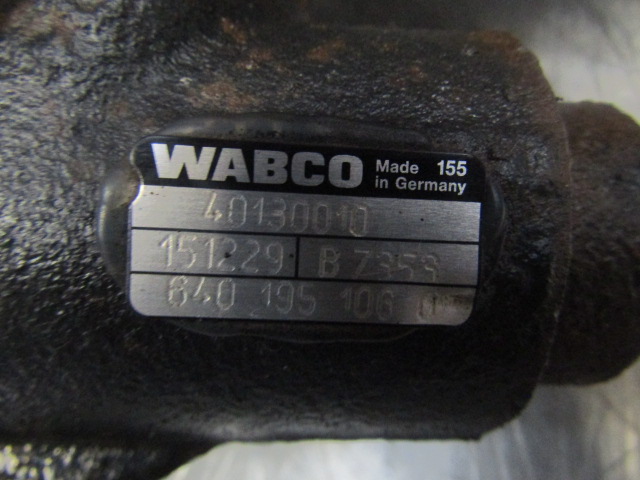 WABCO Made 155
in Germany
40130010
151229 B 7353
640 195 106 0